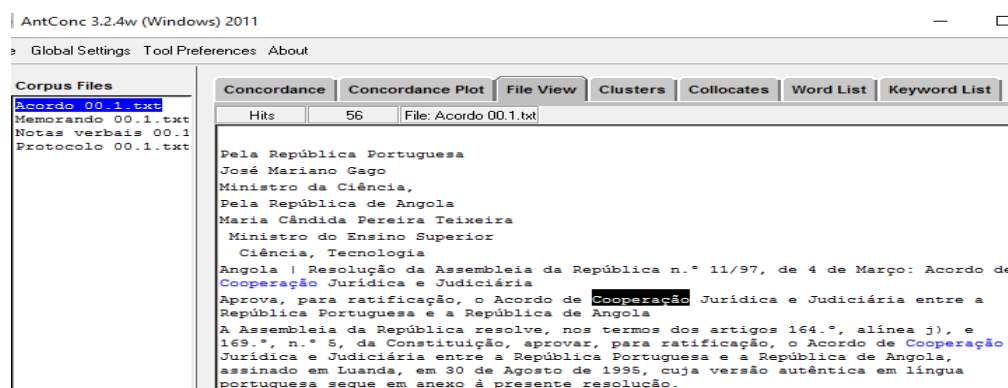 AntConc 3.2.4w (Windows) 2011
Global Settings Tool Preferences About
Corpus Files
Acordo 00.1.txt
Memorando 00.1.txt
Notas verbais 00.1
Protocolo 00.1.txt
Concordance Concordance Plot File View Clusters Collocates Word List Keyword List
Hits 56 File: Acordo 00.1.txt
Pela República Portuguesa
José Mariano Gago
Ministro da Ciência,
Pela República de Angola
Maria Cândida Pereira Teixeira
Ministro do Ensino Superior
Ciência, Tecnologia
Angola | Resolução da Assembleia da República n.º 11/97, de 4 de Março: Acordo de
Cooperação Jurídica e Judiciária
Aprova, para ratificação, o Acordo de Cooperação Jurídica e Judiciária entre a
República Portuguesa e a República de Angola
A Assembleia da República resolve, nos termos dos artigos 164.º, alínea j), e
169.º, n.º 5, da Constituição, aprovar, para ratificação, o Acordo de Cooperação
Jurídica e Judiciária entre a República Portuguesa e a República de Angola,
assinado em Luanda, em 30 de Agosto de 1995, cuja versão autêntica em língua
portuguesa segue em anexo à presente resolução.